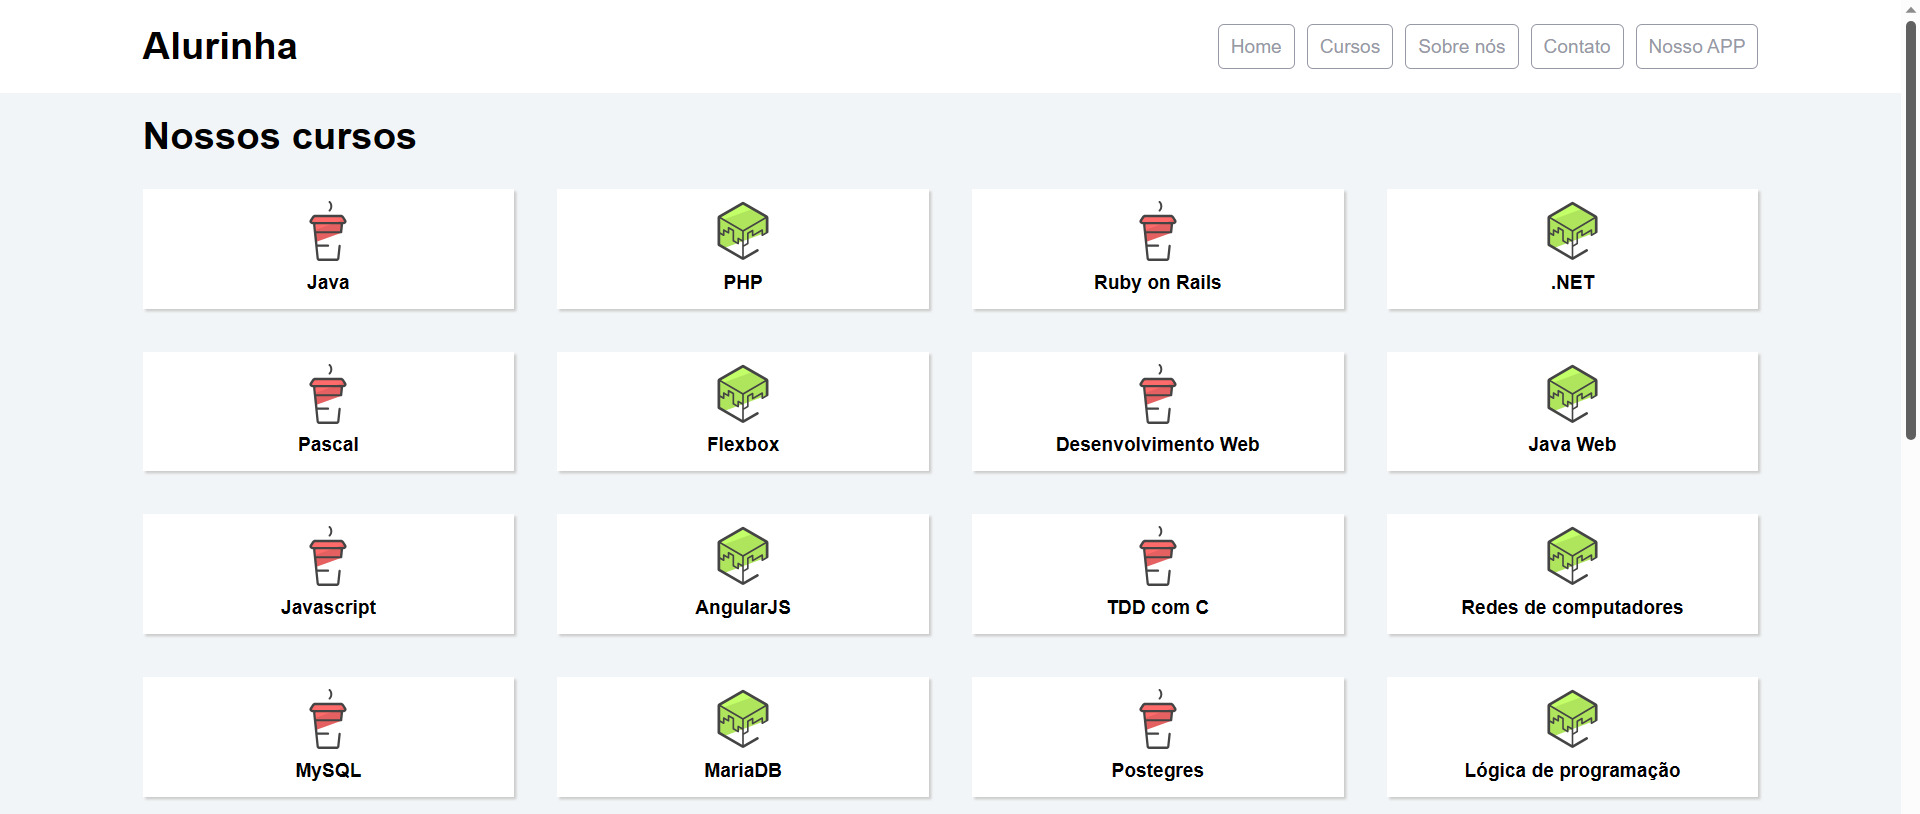 Alurinha
Home Cursos Sobre nós Contato Nosso APP
Nossos cursos
Java PHP Ruby on Rails .NET
Pascal Flexbox Desenvolvimento Web Java Web
Javascript AngularJS TDD com C Redes de computadores
MySQL MariaDB Postegres Lógica de programação